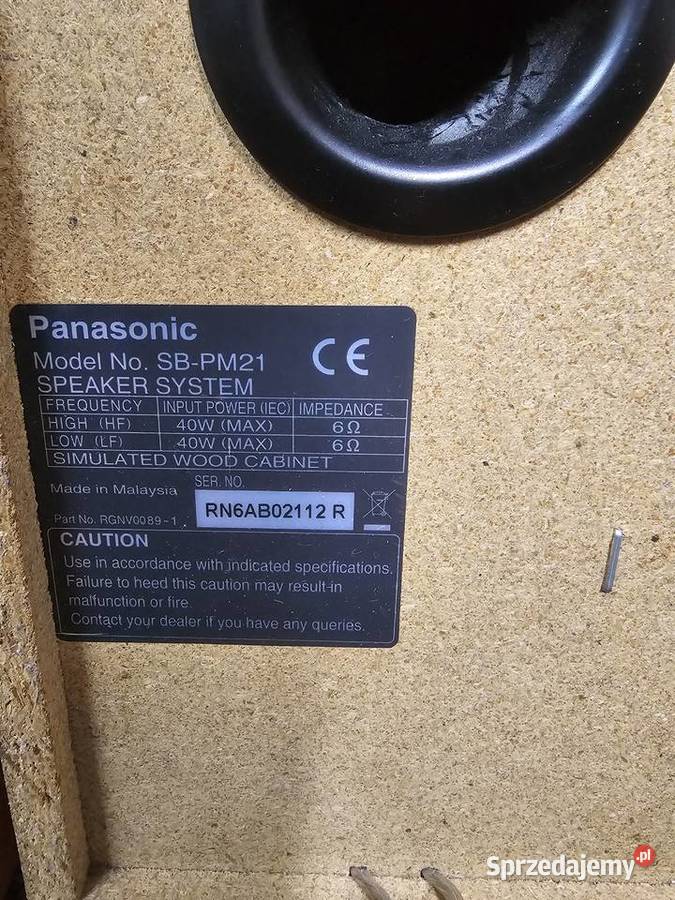 Panasonic
Model No. SB-PM21
SPEAKER SYSTEM
CE
FREQUENCY INPUT POWER (IEC) IMPEDANCE
HIGH (HF) 40W (MAX) 6Ω
LOW (LF) 40W (MAX) 6Ω
SIMULATED WOOD CABINET
SER. NO.
Made in Malaysia
RN6AB02112 R
Part No. RGNV0089-1
CAUTION
Use in accordance with indicated specifications.
Failure to heed this caution may result in
malfunction or fire.
Contact your dealer if you have any queries.
Sprzedajemy.pl